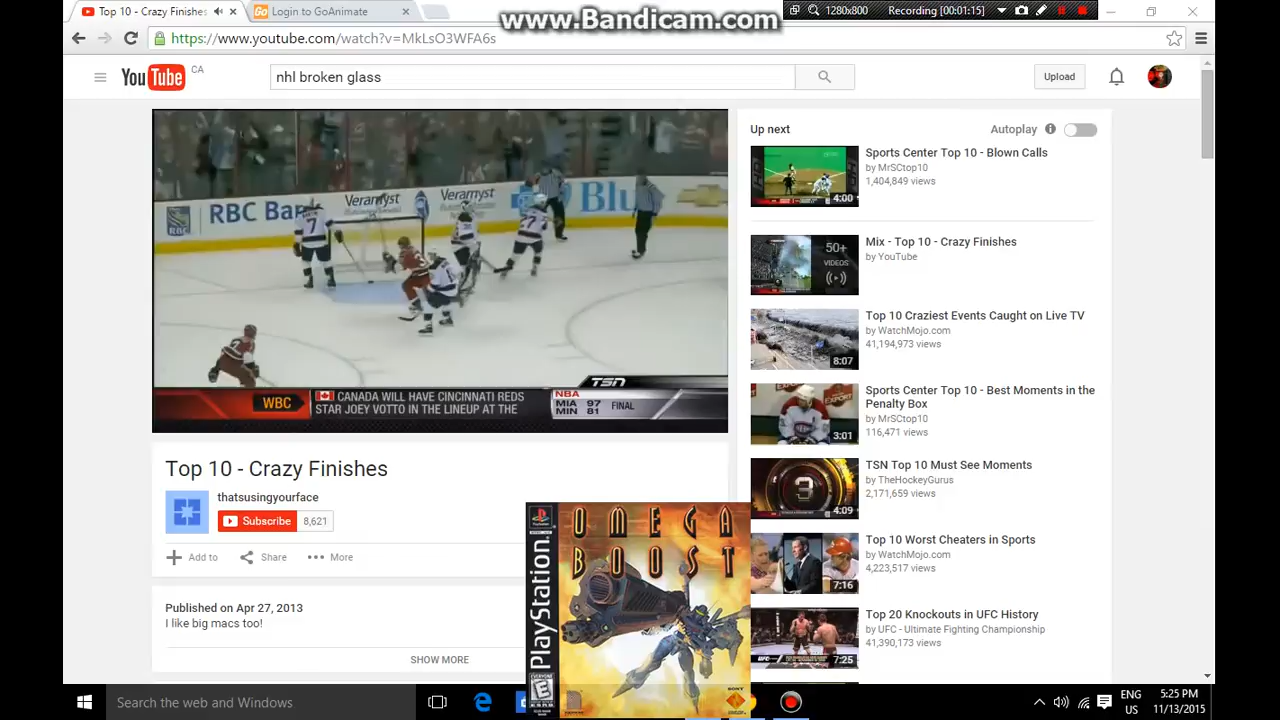 Top 10 - Crazy Finishes
Login to GoAnimate
www.Bandicam.com
1280x800
Recording [00:01:15]
https://www.youtube.com/watch?v=MkLsO3WFA6s
YouTube CA
nhl broken glass
Upload
RBC Ban
RBC
Veramyst
Veramyst
Blu
TSN
WBC
CANADA WILL HAVE CINCINNATI REDS
STAR JOEY VOTTO IN THE LINEUP AT THE
NBA
MIA 97
MIN 81
FINAL
Up next
Autoplay
Sports Center Top 10 - Blown Calls
by MrSCtop10
1,404,849 views
4:00
Mix - Top 10 - Crazy Finishes
by YouTube
50+
VIDEOS
Top 10 Craziest Events Caught on Live TV
by WatchMojo.com
41,194,973 views
8:07
Sports Center Top 10 - Best Moments in the
Penalty Box
by MrSCtop10
116,471 views
3:01
TSN Top 10 Must See Moments
by TheHockeyGurus
2,171,659 views
3
4:09
Top 10 Worst Cheaters in Sports
by WatchMojo.com
4,223,517 views
7:16
Top 20 Knockouts in UFC History
by UFC - Ultimate Fighting Championship
41,390,173 views
7:25
Top 10 - Crazy Finishes
thatsusingyourface
Subscribe
8,621
Add to
Share
More
Published on Apr 27, 2013
I like big macs too!
SHOW MORE
PlayStation
OMEGA
BOOST
E
SONY
Search the web and Windows
ENG
US
5:25 PM
11/13/2015